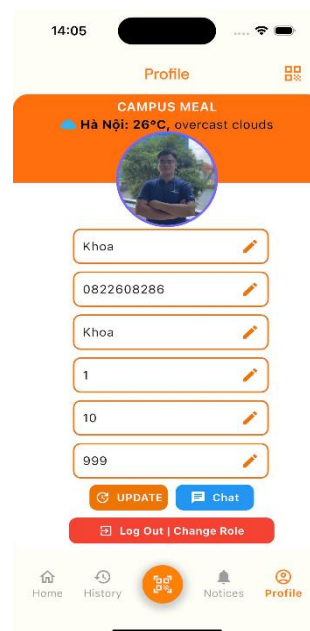 14:05
Profile
CAMPUS MEAL
Hà Nội: 26°C, overcast clouds
Khoa
0822608286
Khoa
1
10
999
UPDATE
Chat
Log Out | Change Role
Home
History
Notices
Profile